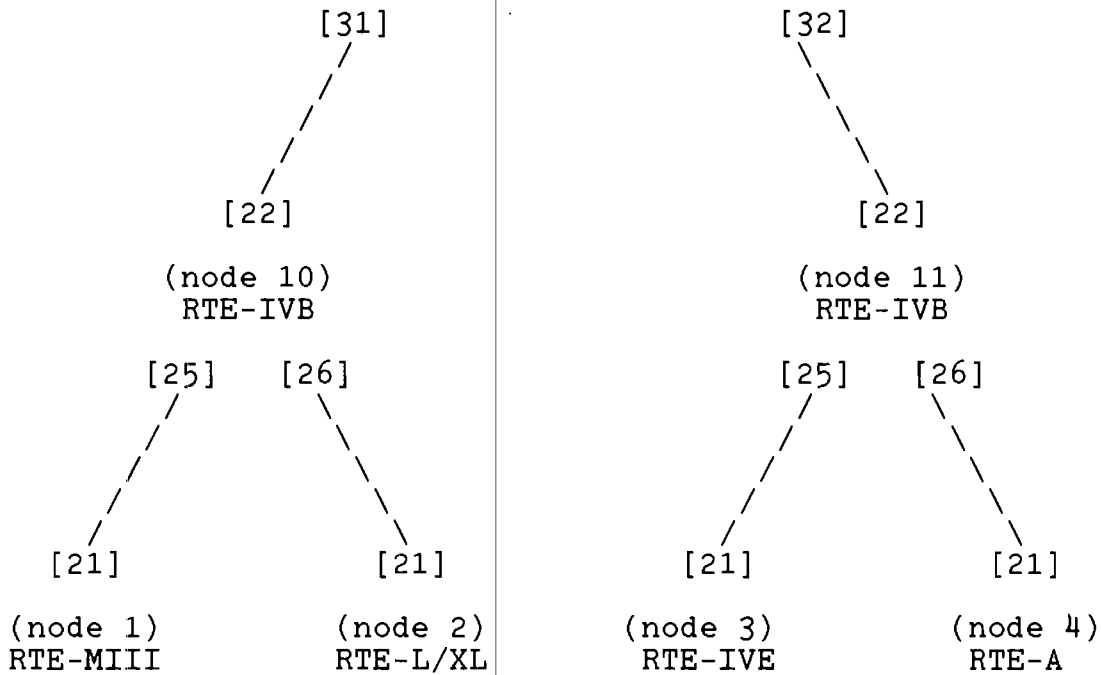 [31] [32]
[22] [22]
(node 10) (node 11)
RTE-IVB RTE-IVB
[25] [26] [25] [26]
[21] [21] [21] [21]
(node 1) (node 2) (node 3) (node 4)
RTE-MIII RTE-L/XL RTE-IVE RTE-A